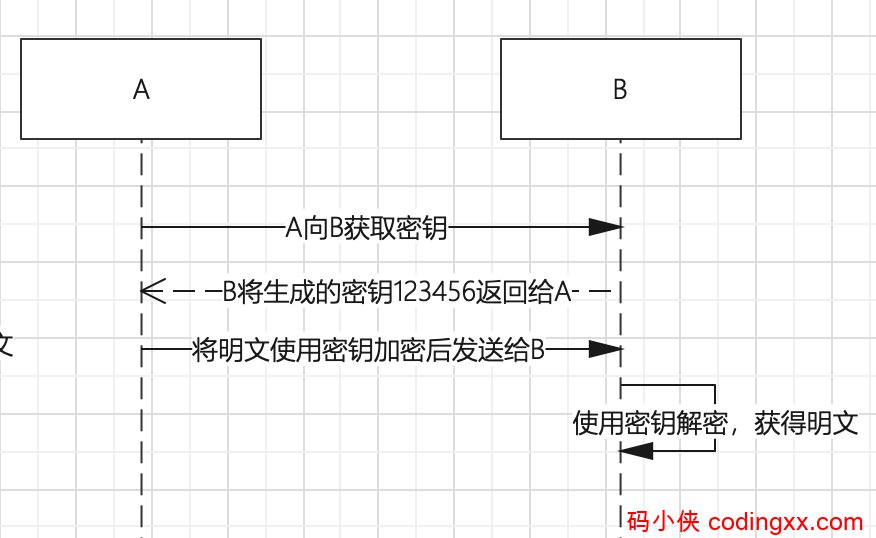 A
B
A向B获取密钥
B将生成的密钥123456返回给A
文
将明文使用密钥加密后发送给B
使用密钥解密，获得明文
码小侠 codingxx.com